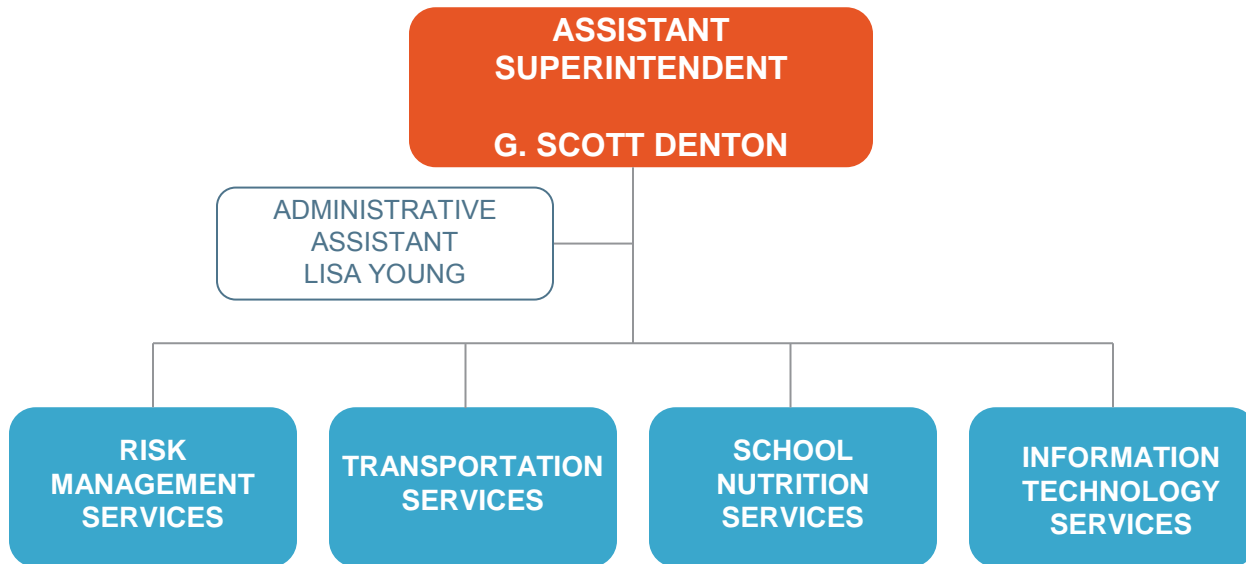 ASSISTANT
SUPERINTENDENT
G. SCOTT DENTON
ADMINISTRATIVE
ASSISTANT
LISA YOUNG
RISK
MANAGEMENT
SERVICES
TRANSPORTATION
SERVICES
SCHOOL
NUTRITION
SERVICES
INFORMATION
TECHNOLOGY
SERVICES